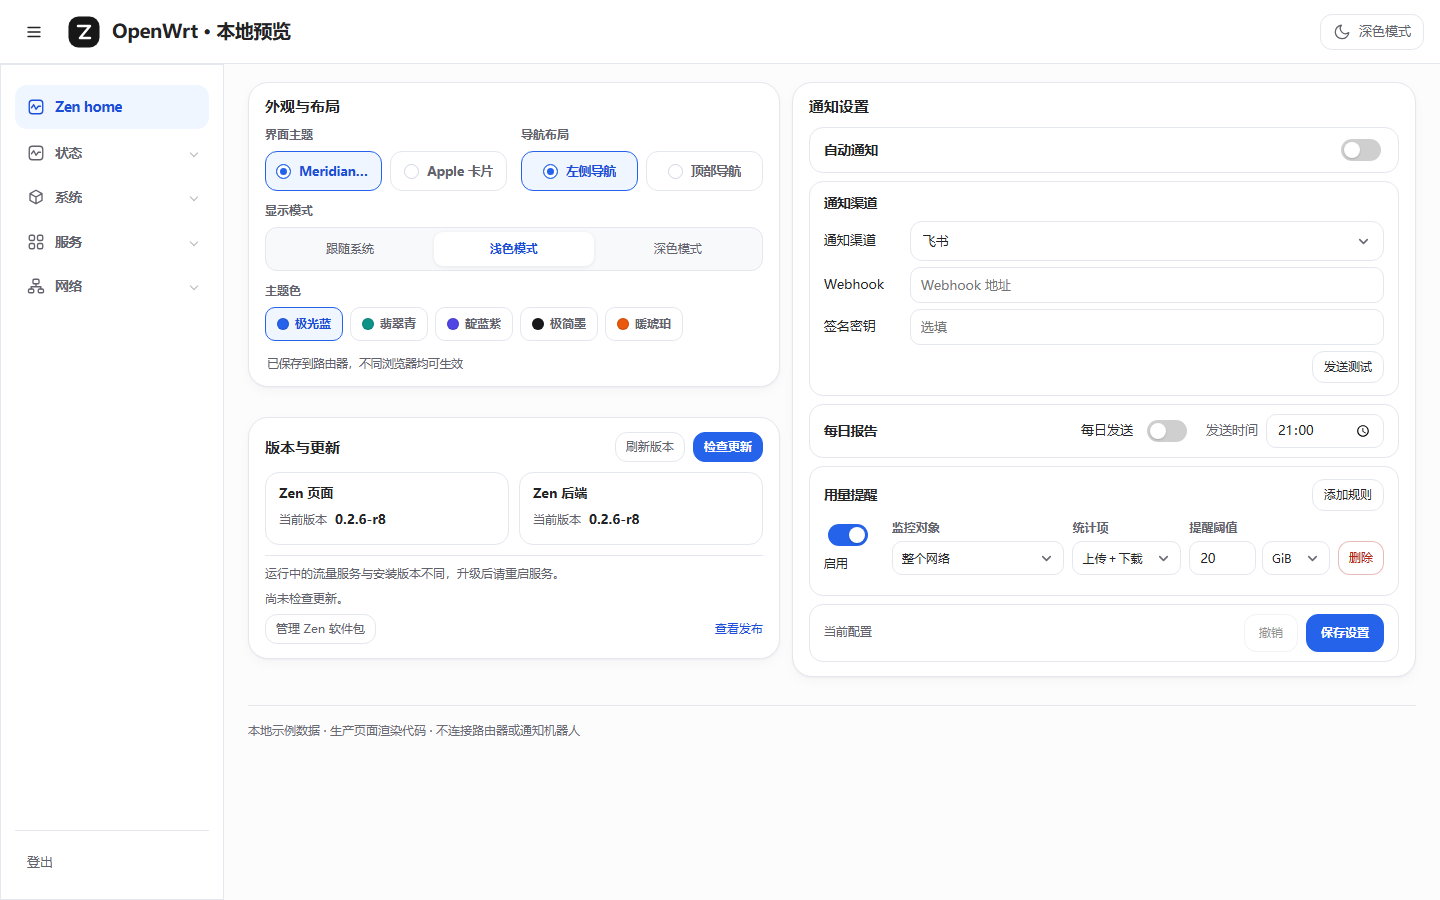 OpenWrt • 本地预览
深色模式
Zen home
状态
系统
服务
网络
登出
外观与布局
界面主题
导航布局
Meridian...
Apple 卡片
左侧导航
顶部导航
显示模式
跟随系统
浅色模式
深色模式
主题色
极光蓝
翡翠青
靛蓝紫
极简墨
暖琥珀
已保存到路由器，不同浏览器均可生效
版本与更新
刷新版本
检查更新
Zen 页面
当前版本 0.2.6-r8
Zen 后端
当前版本 0.2.6-r8
运行中的流量服务与安装版本不同，升级后请重启服务。
尚未检查更新。
管理 Zen 软件包
查看发布
通知设置
自动通知
通知渠道
通知渠道
飞书
Webhook
Webhook 地址
签名密钥
选填
发送测试
每日报告
每日发送
发送时间
21:00
用量提醒
添加规则
启用
监控对象
整个网络
统计项
上传 + 下载
提醒阈值
20
GiB
删除
当前配置
撤销
保存设置
本地示例数据 · 生产页面渲染代码 · 不连接路由器或通知机器人